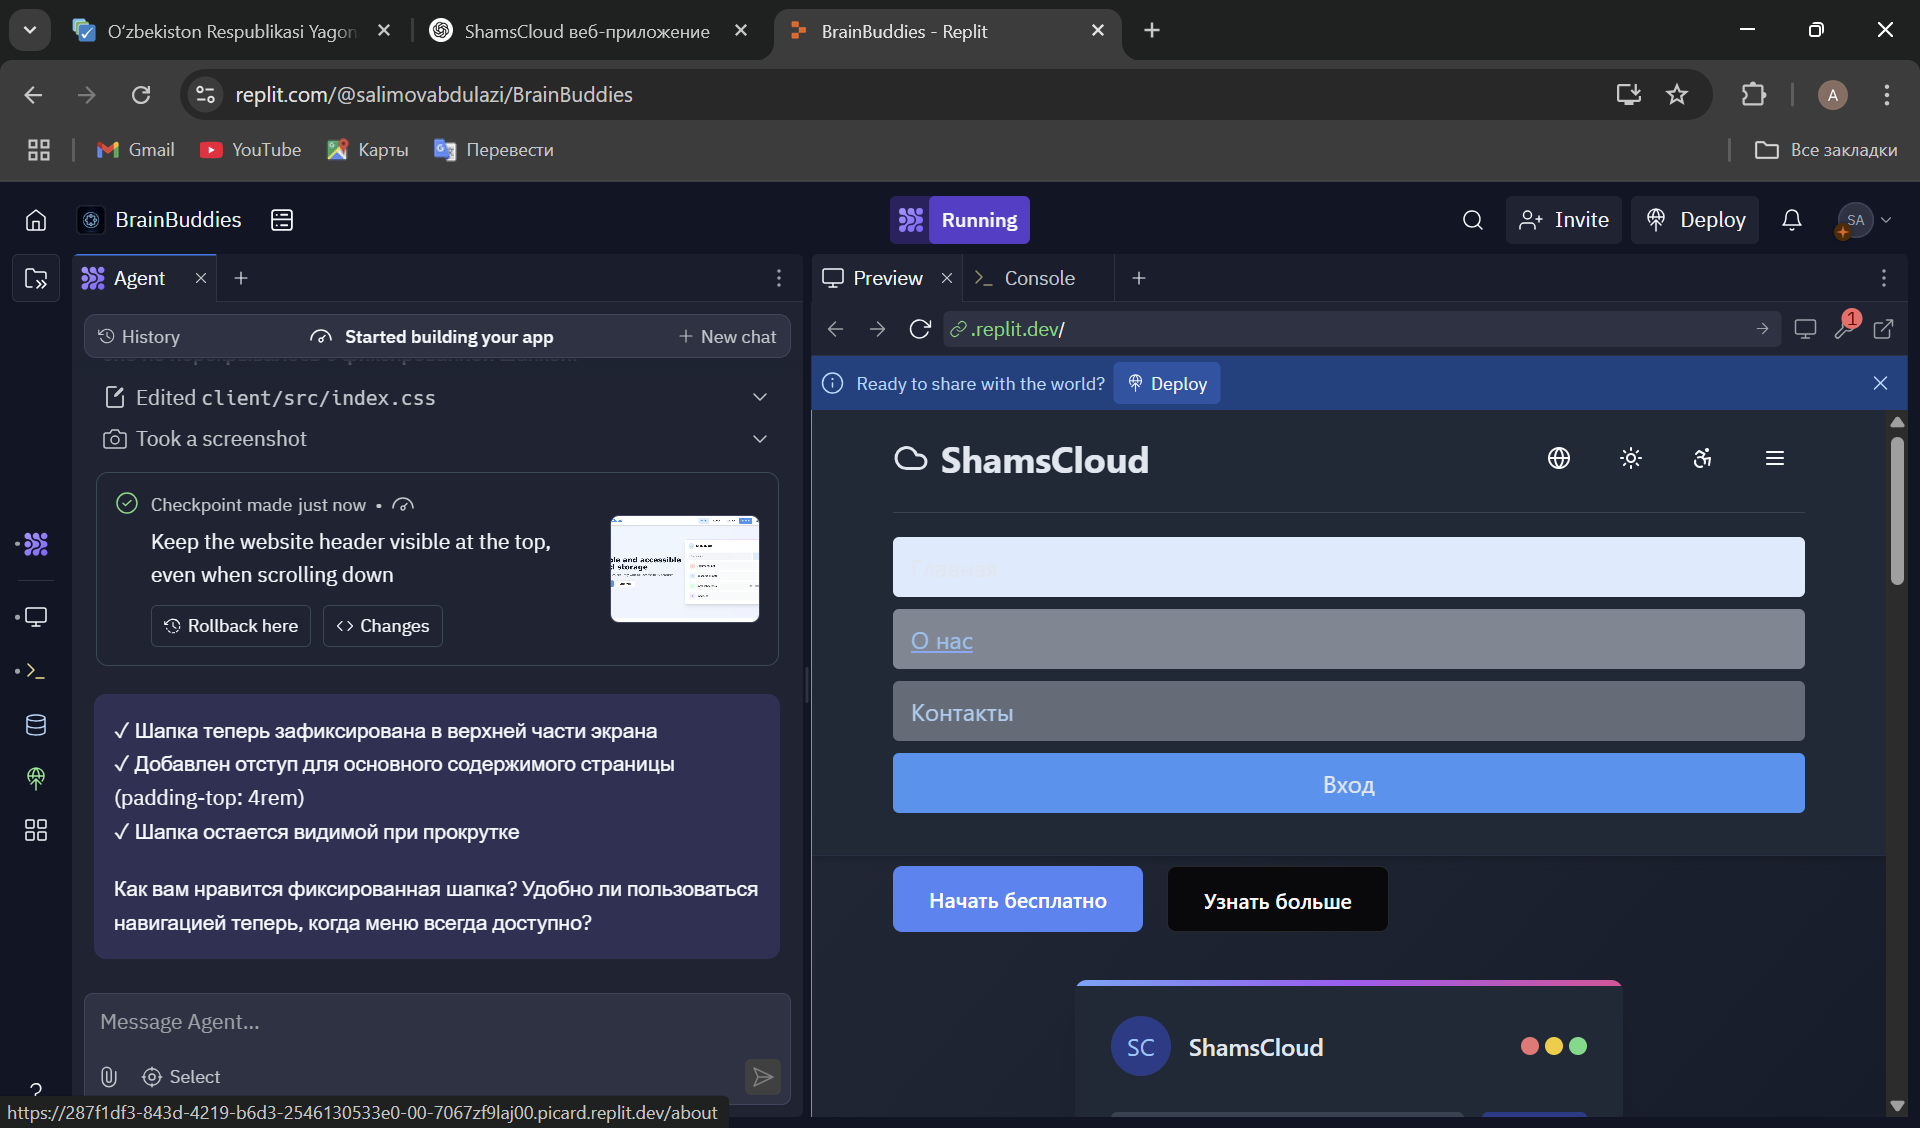 O'zbekiston Respublikasi Yagon
ShamsCloud веб-приложение
BrainBuddies - Replit
replit.com/@salimovabdulazi/BrainBuddies
A
Gmail
YouTube
Карты
Перевести
Все закладки
BrainBuddies
Running
Invite
Deploy
SA
Agent
Preview
Console
History
Started building your app
New chat
.replit.dev/
1
Ready to share with the world?
Deploy
Edited client/src/index.css
Took a screenshot
Checkpoint made just now •
Keep the website header visible at the top,
even when scrolling down
Rollback here
Changes
✓ Шапка теперь зафиксирована в верхней части экрана
✓ Добавлен отступ для основного содержимого страницы
(padding-top: 4rem)
✓ Шапка остается видимой при прокрутке
Как вам нравится фиксированная шапка? Удобно ли пользоваться
навигацией теперь, когда меню всегда доступно?
Message Agent...
Select
?
https://287f1df3-843d-4219-b6d3-2546130533e0-00-7067zf9laj00.picard.replit.dev/about
ShamsCloud
О нас
Контакты
Вход
Начать бесплатно
Узнать больше
SC
ShamsCloud